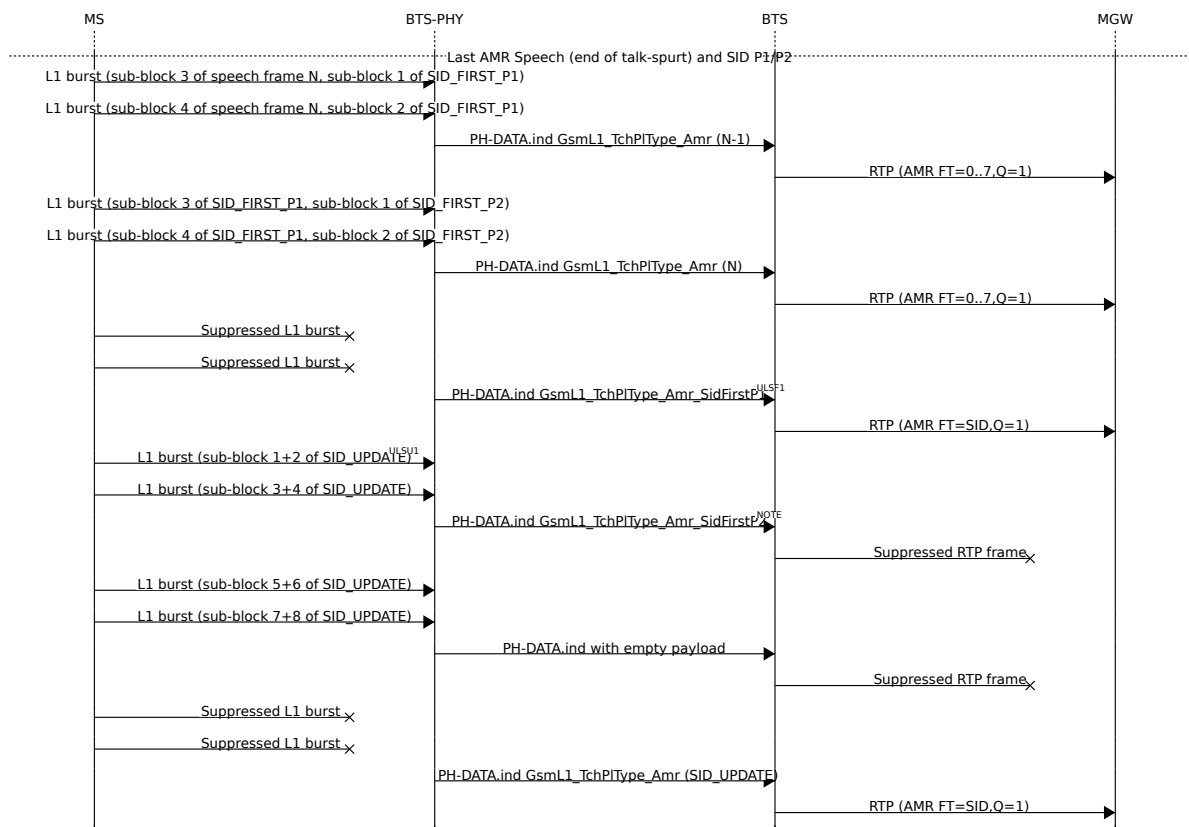 MS BTS-PHY BTS MGW
Last AMR Speech (end of talk-spurt) and SID P1/P2
L1 burst (sub-block 3 of speech frame N, sub-block 1 of SID_FIRST_P1)
L1 burst (sub-block 4 of speech frame N, sub-block 2 of SID_FIRST_P1)
PH-DATA.ind GsmL1_TchPlType_Amr (N-1)
RTP (AMR FT=0..7,Q=1)
L1 burst (sub-block 3 of SID_FIRST_P1, sub-block 1 of SID_FIRST_P2)
L1 burst (sub-block 4 of SID_FIRST_P1, sub-block 2 of SID_FIRST_P2)
PH-DATA.ind GsmL1_TchPlType_Amr (N)
RTP (AMR FT=0..7,Q=1)
Suppressed L1 burst
Suppressed L1 burst
PH-DATA.ind GsmL1_TchPlType_Amr_SidFirstP1 ULSF1
RTP (AMR FT=SID,Q=1)
L1 burst (sub-block 1+2 of SID_UPDATE) ULSU1
L1 burst (sub-block 3+4 of SID_UPDATE)
PH-DATA.ind GsmL1_TchPlType_Amr_SidFirstP2 NOTE
Suppressed RTP frame
L1 burst (sub-block 5+6 of SID_UPDATE)
L1 burst (sub-block 7+8 of SID_UPDATE)
PH-DATA.ind with empty payload
Suppressed RTP frame
Suppressed L1 burst
Suppressed L1 burst
PH-DATA.ind GsmL1_TchPlType_Amr (SID_UPDATE)
RTP (AMR FT=SID,Q=1)